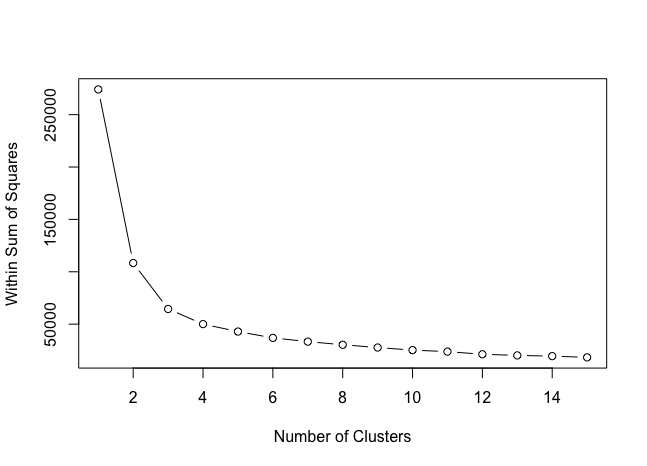 Within Sum of Squares
250000
150000
50000
2 4 6 8 10 12 14
Number of Clusters